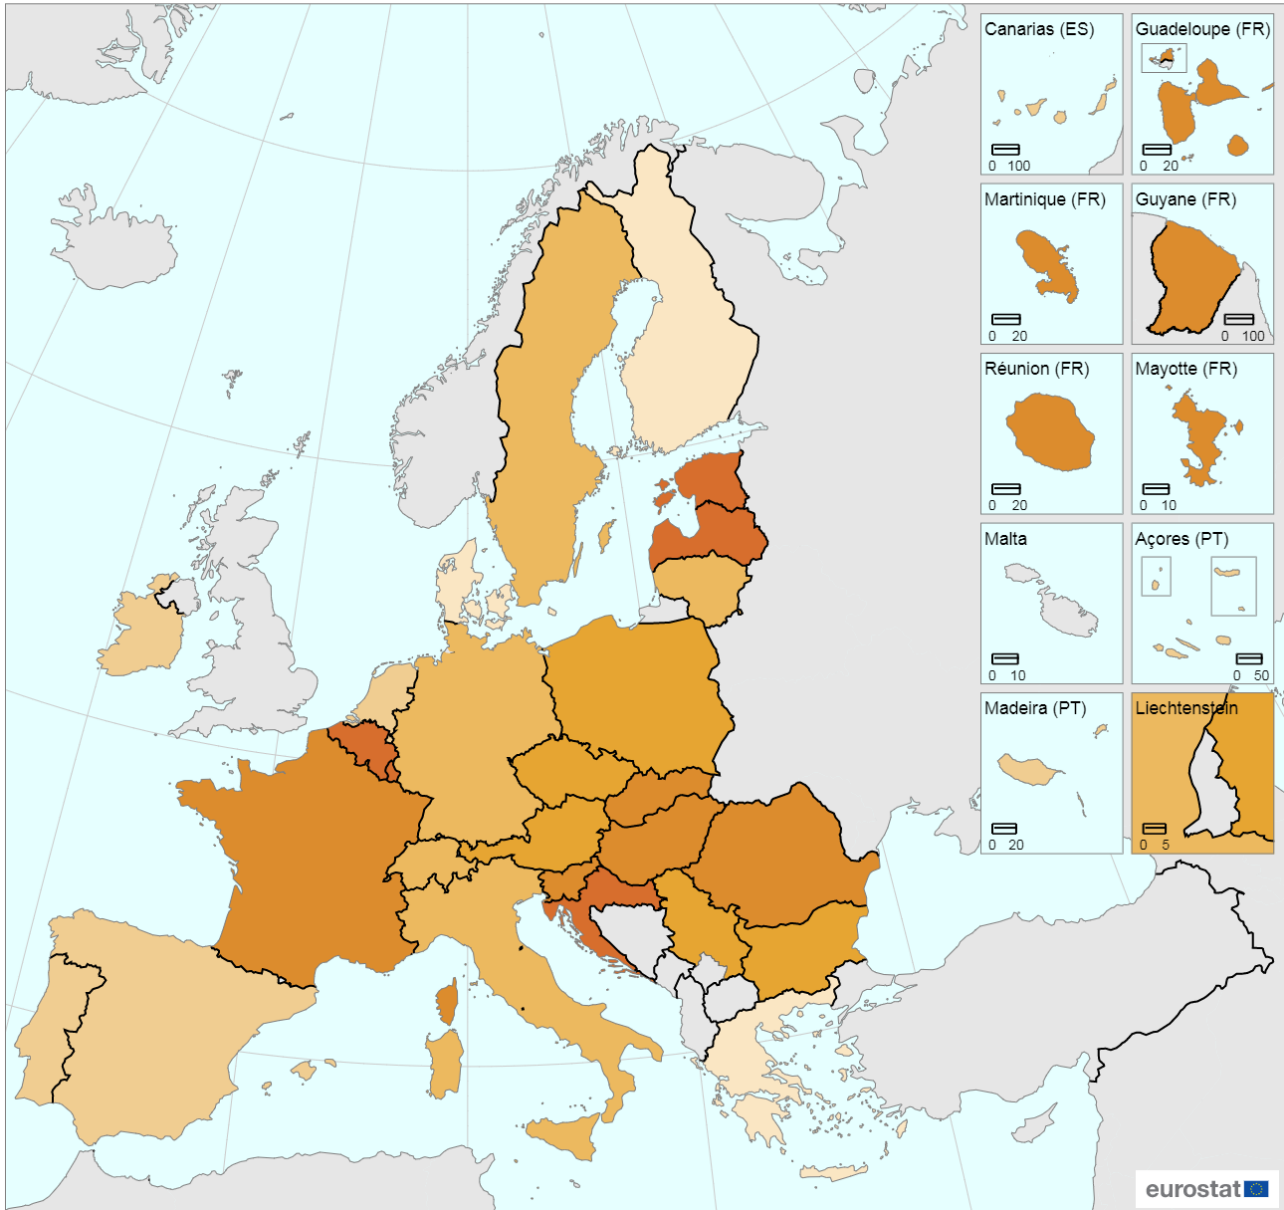 Canarias (ES)
0 100
Guadeloupe (FR)
0 20
Martinique (FR)
0 20
Guyane (FR)
0 100
Réunion (FR)
0 20
Mayotte (FR)
0 10
Malta
0 10
Açores (PT)
0 50
Madeira (PT)
0 20
Liechtenstein
0 5
eurostat